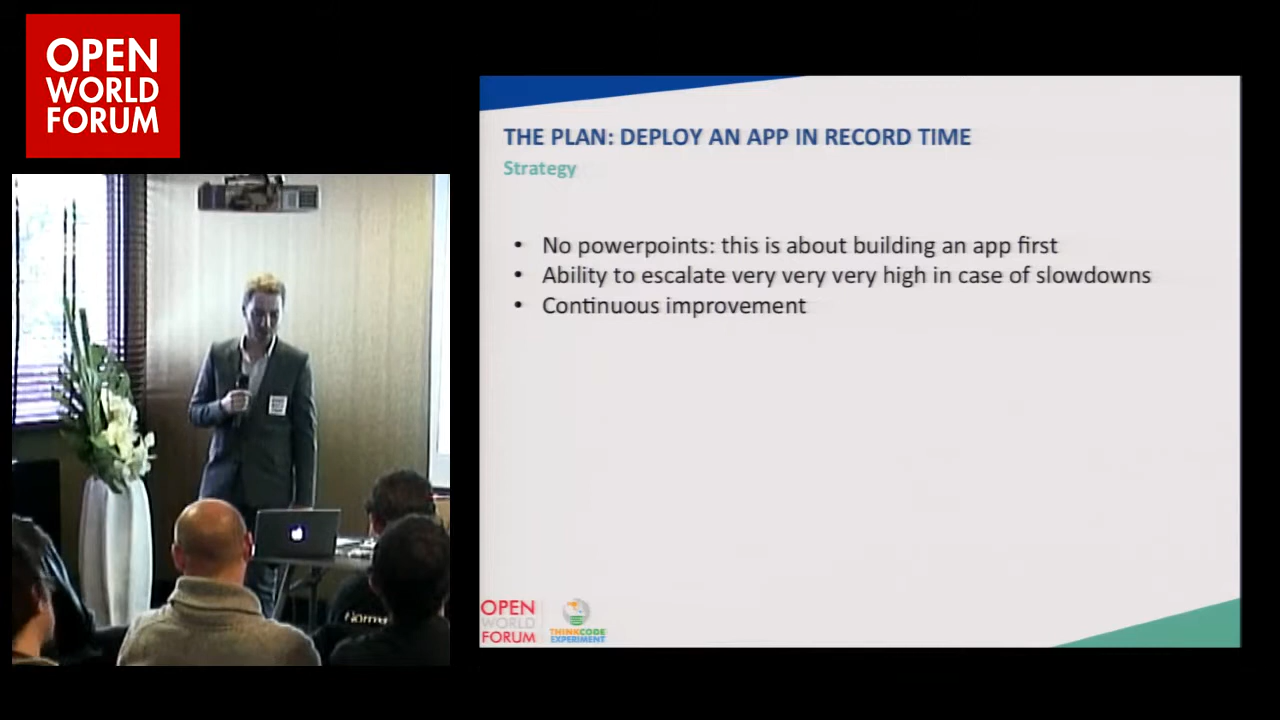 OPEN
WORLD
FORUM
THE PLAN: DEPLOY AN APP IN RECORD TIME
Strategy
• No powerpoints: this is about building an app first
• Ability to escalate very very very high in case of slowdowns
• Continuous improvement
OPEN
WORLD
FORUM
THINKCODE
EXPERIMENT